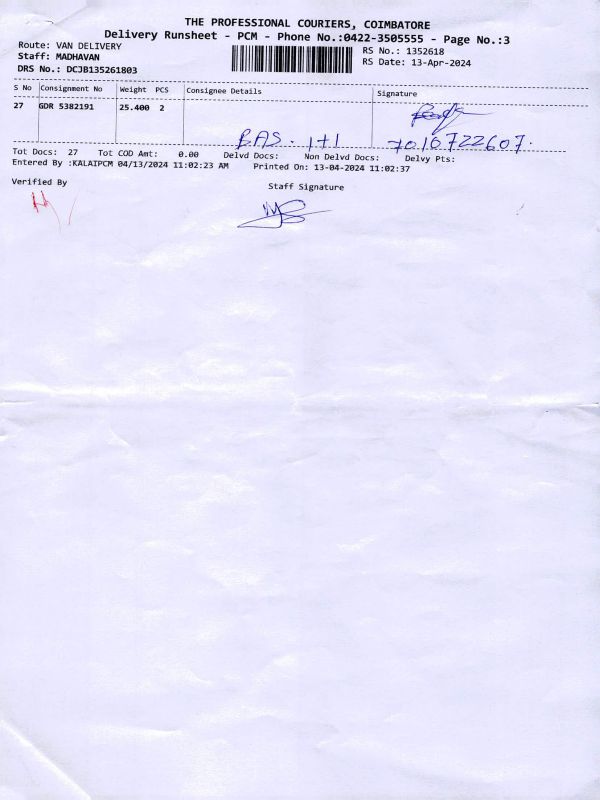 THE PROFESSIONAL COURIERS, COIMBATORE
Delivery Runsheet - PCM - Phone No.:0422-3505555 - Page No.:3
Route: VAN DELIVERY
Staff: MADHAVAN
DRS No.: DCJB135261803
RS No.: 1352618
RS Date: 13-Apr-2024
S No Consignment No Weight PCS Consignee Details Signature
27 GDR 5382191 25.400 2
BAS. 1+1 7010722607.
Tot Docs: 27 Tot COD Amt: 0.00 Delvd Docs: Non Delvd Docs: Delvy Pts:
Entered By :KALAIPCM 04/13/2024 11:02:23 AM Printed On: 13-04-2024 11:02:37
Verified By Staff Signature